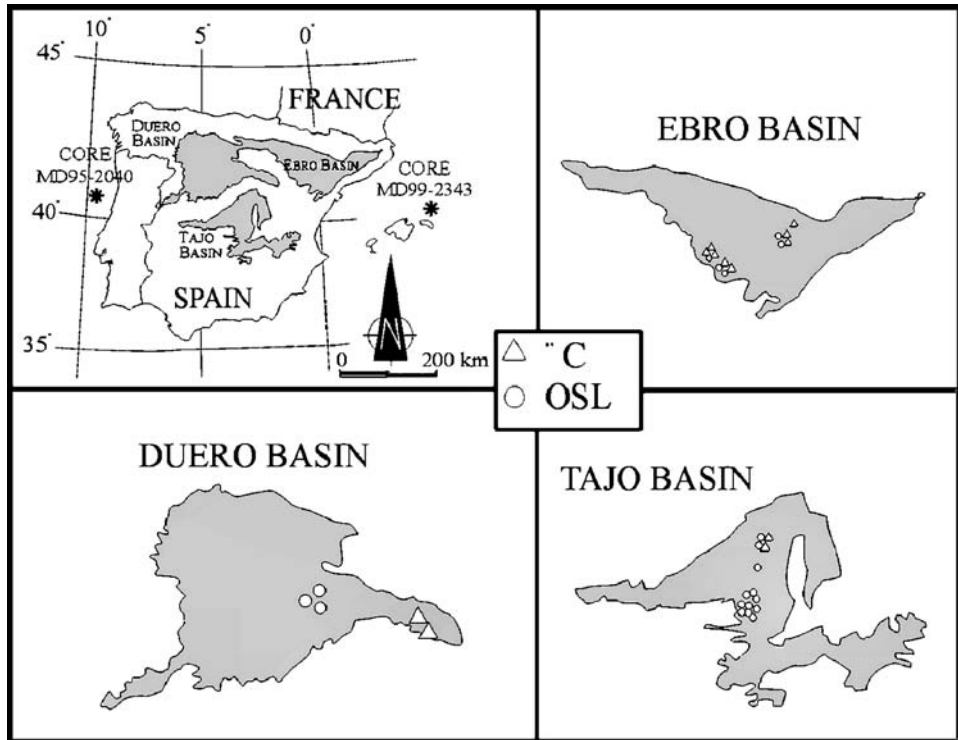 10°
5°
0°
45°
FRANCE
DUERO
BASIN
CORE
MD95-2040
EBRO BASIN
CORE
MD99-2343
40°
TAJO
BASIN
SPAIN
N
35°
0
200 km
EBRO BASIN
¨ C
OSL
DUERO BASIN
TAJO BASIN